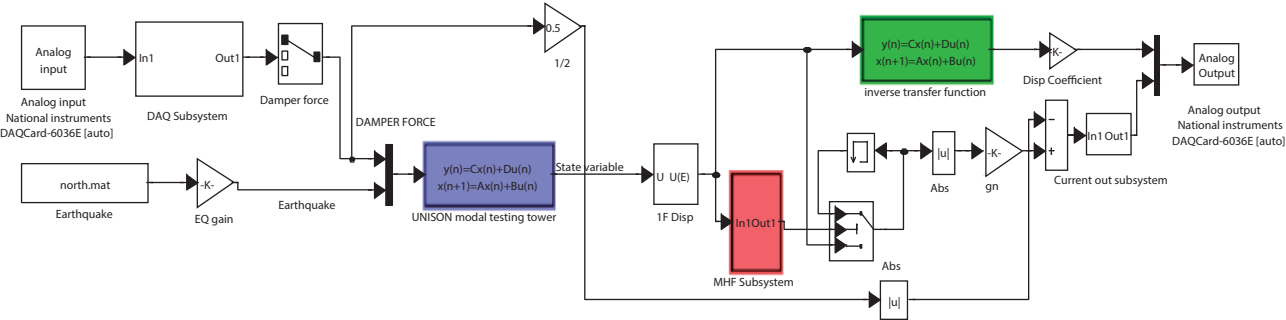 Analog
input
Analog input
National instruments
DAQCard-6036E [auto]
In1
Out1
DAQ Subsystem
Damper force
DAMPER FORCE
north.mat
Earthquake
-K-
EQ gain
Earthquake
y(n)=Cx(n)+Du(n)
x(n+1)=Ax(n)+Bu(n)
UNISON modal testing tower
0.5
1/2
State variable
U U(E)
1F Disp
In1Out1
MHF Subsystem
y(n)=Cx(n)+Du(n)
x(n+1)=Ax(n)+Bu(n)
inverse transfer function
-K-
Disp Coefficient
Abs
|u|
Abs
-K-
gn
|u|
−
+
In1 Out1
Current out subsystem
Analog
Output
Analog output
National instruments
DAQCard-6036E [auto]